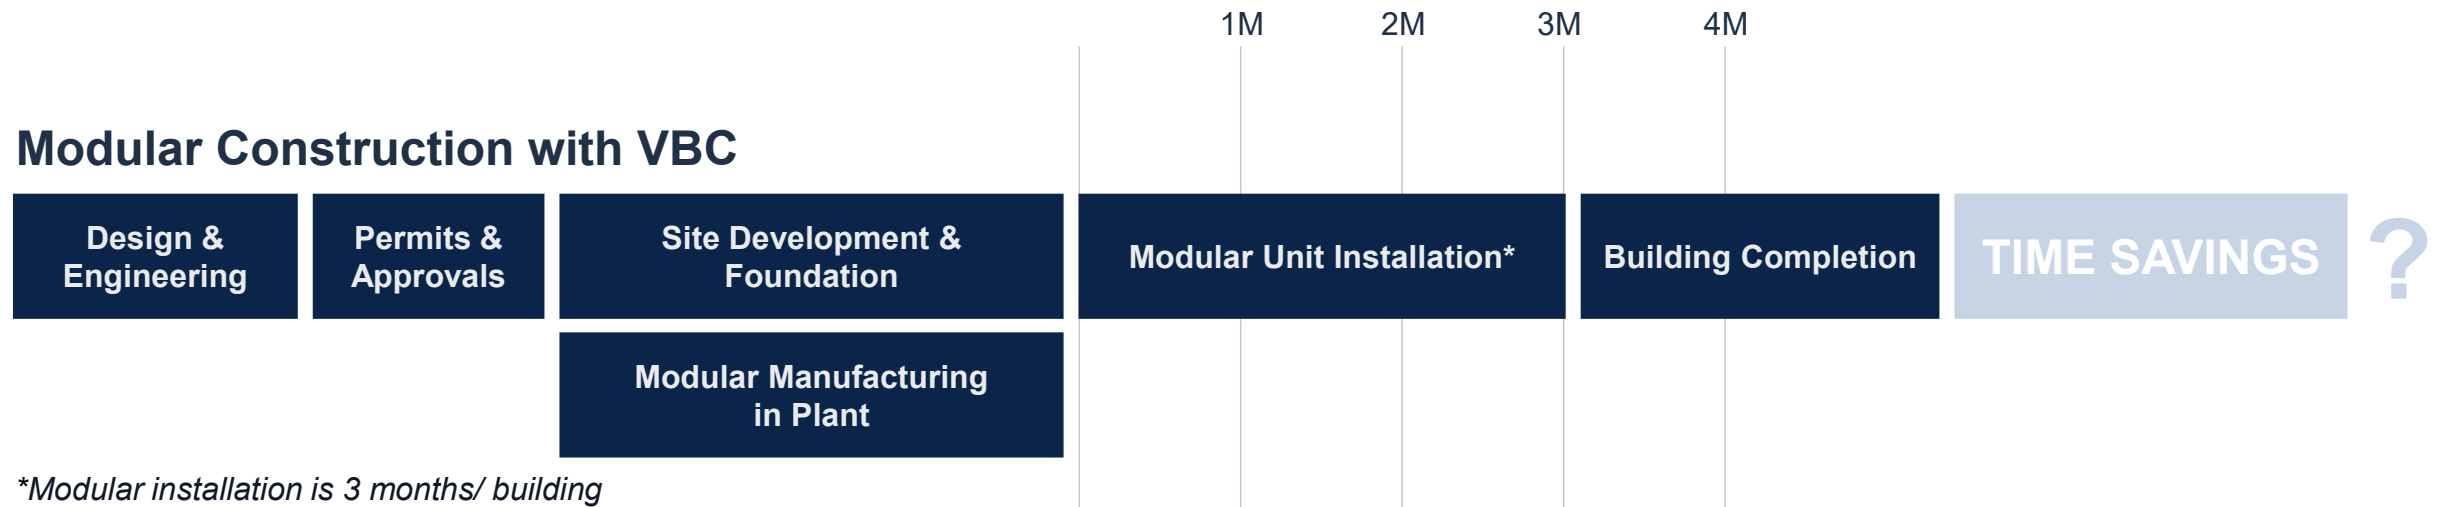 1M 2M 3M 4M
Modular Construction with VBC
Design &
Engineering
Permits &
Approvals
Site Development &
Foundation
Modular Unit Installation*
Building Completion
TIME SAVINGS
?
Modular Manufacturing
in Plant
*Modular installation is 3 months/ building